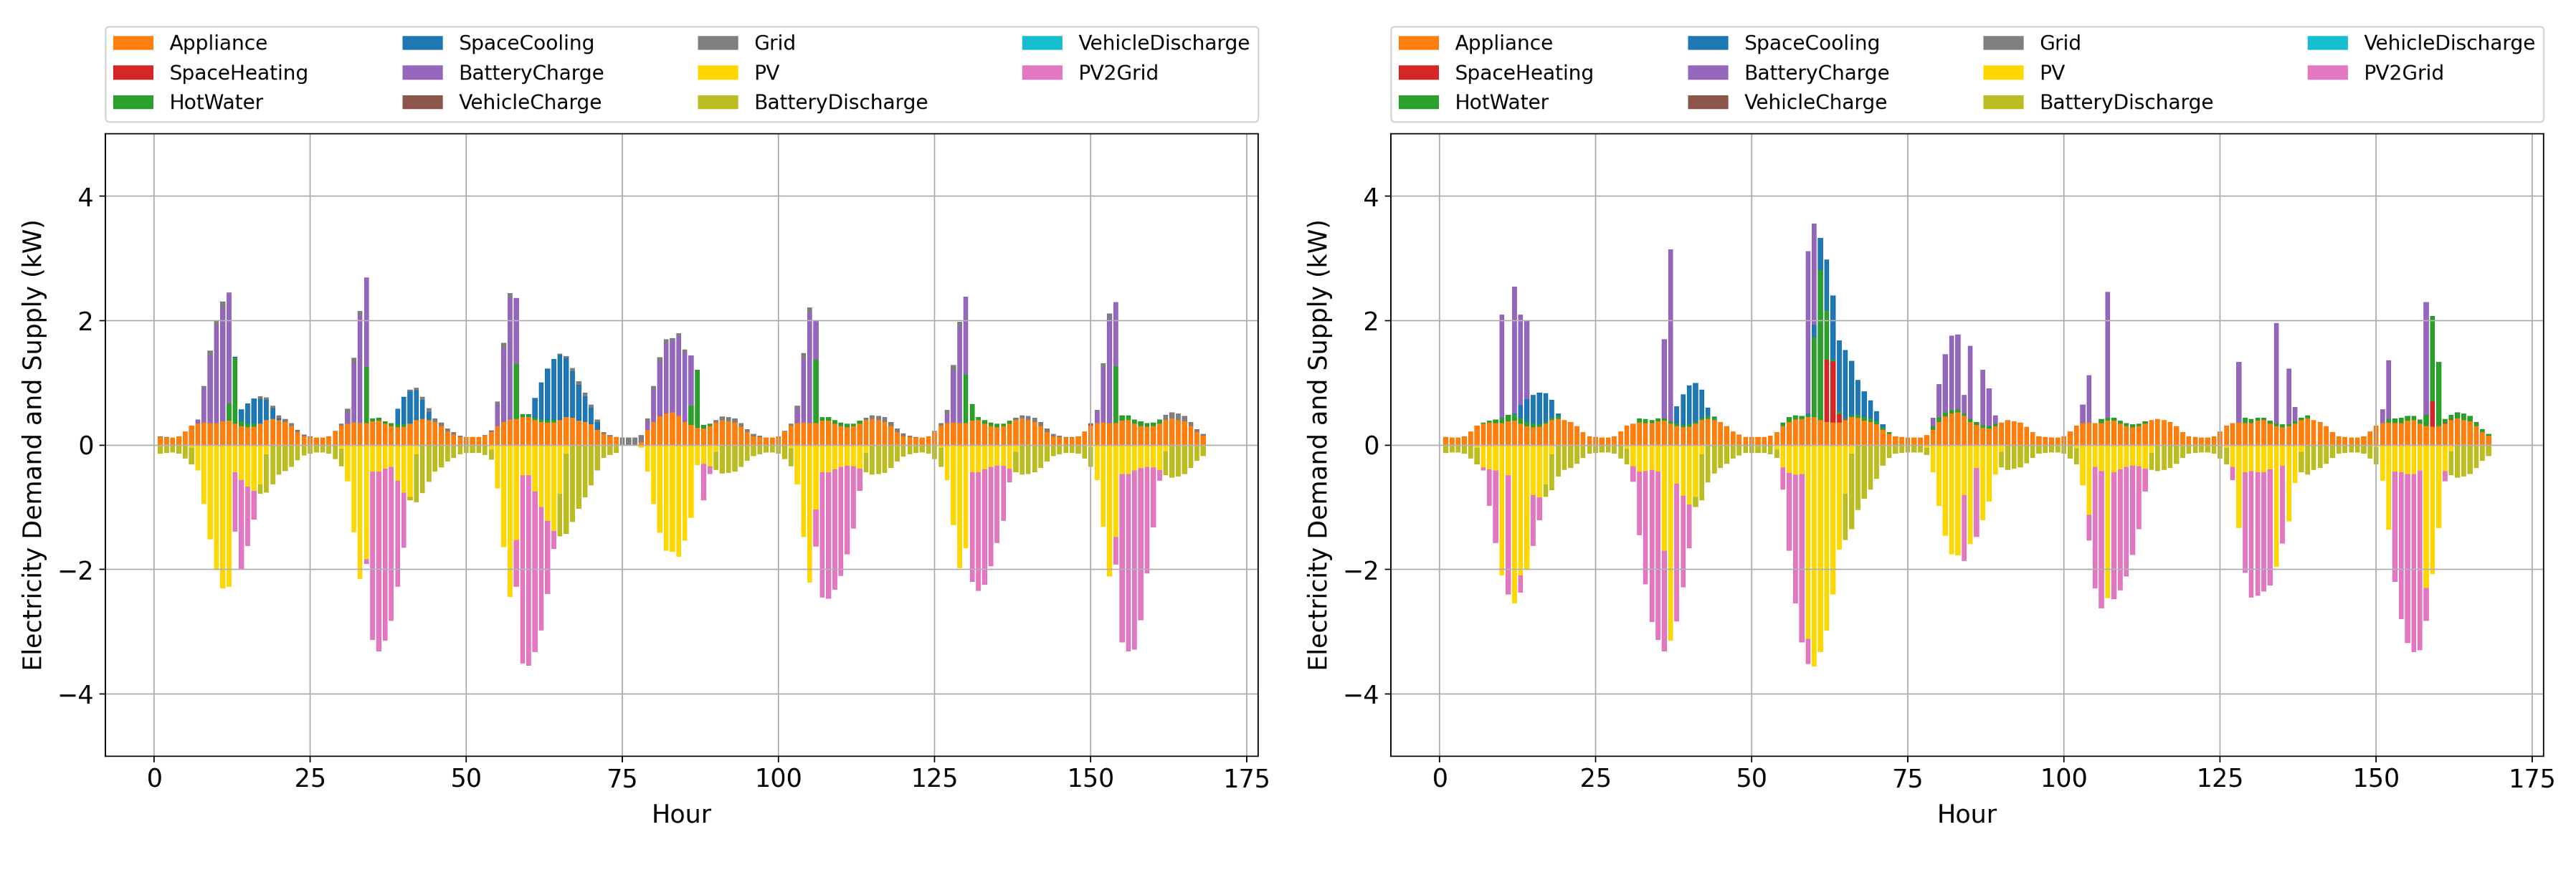 Appliance SpaceCooling Grid VehicleDischarge
SpaceHeating BatteryCharge PV PV2Grid
HotWater VehicleCharge BatteryDischarge
Electricity Demand and Supply (kW)
4
2
0
−2
−4
0 25 50 75 100 125 150 175
Hour
Appliance SpaceCooling Grid VehicleDischarge
SpaceHeating BatteryCharge PV PV2Grid
HotWater VehicleCharge BatteryDischarge
Electricity Demand and Supply (kW)
4
2
0
−2
−4
0 25 50 75 100 125 150 175
Hour